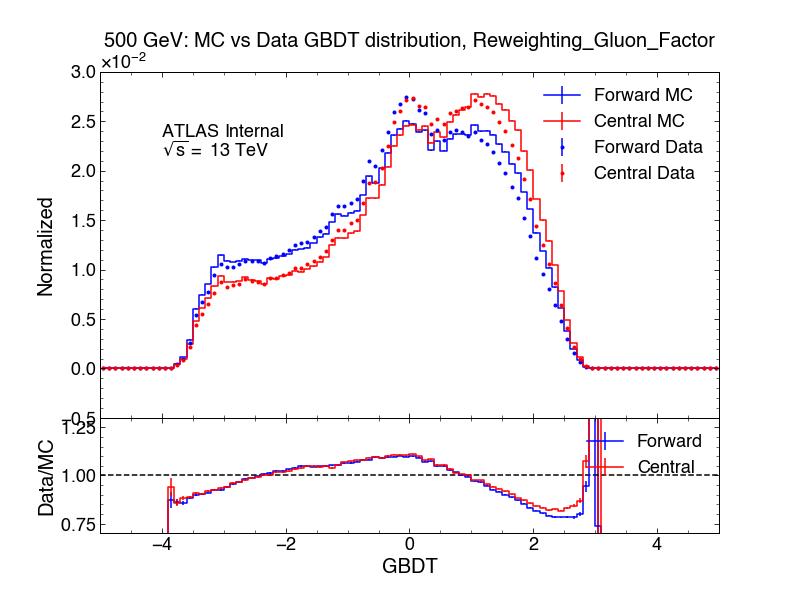 500 GeV: MC vs Data GBDT distribution, Reweighting_Gluon_Factor
×10⁻²
3.0
2.5
2.0
1.5
1.0
0.5
0.0
−0.5
Normalized
ATLAS Internal
√s = 13 TeV
Forward MC
Central MC
Forward Data
Central Data
1.25
1.00
0.75
Data/MC
Forward
Central
−4 −2 0 2 4
GBDT